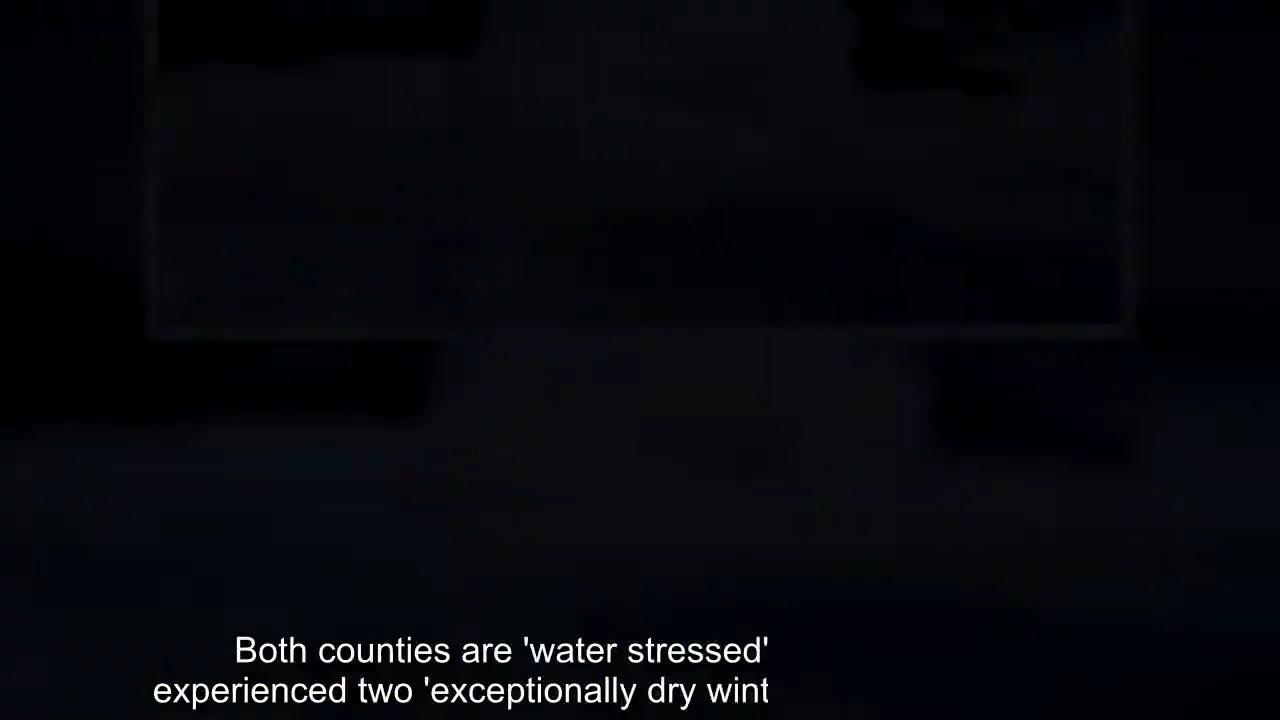 Both counties are 'water stressed'
experienced two 'exceptionally dry wint